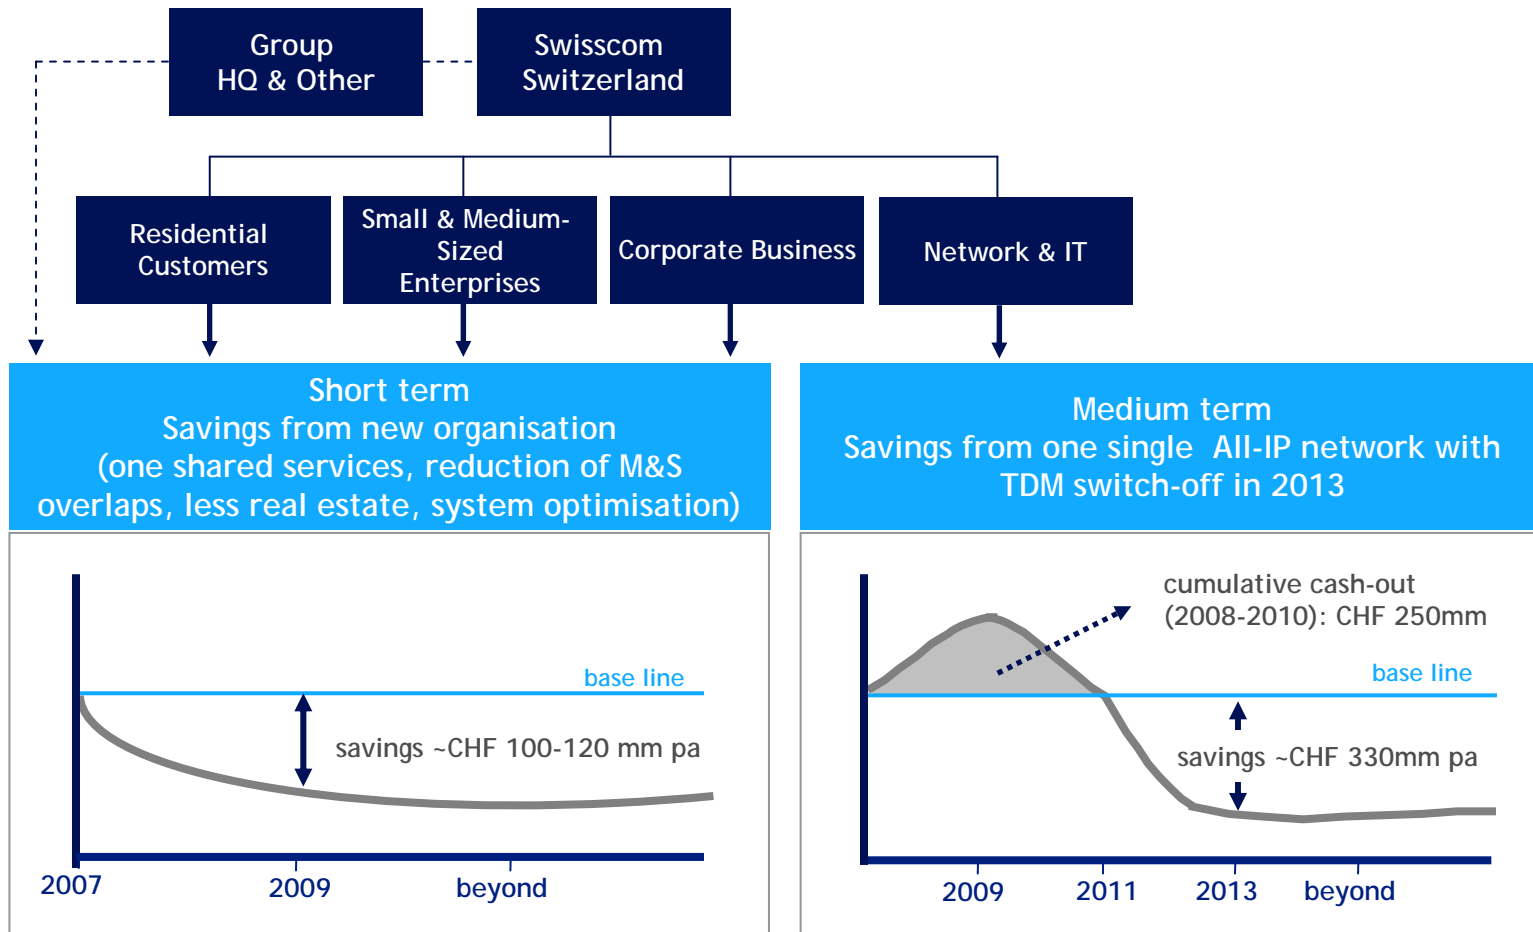 Group
HQ & Other
Swisscom
Switzerland
Residential
Customers
Small & Medium-
Sized
Enterprises
Corporate Business
Network & IT
Short term
Savings from new organisation
(one shared services, reduction of M&S
overlaps, less real estate, system optimisation)
Medium term
Savings from one single All-IP network with
TDM switch-off in 2013
base line
savings ~CHF 100-120 mm pa
2007
2009
beyond
cumulative cash-out
(2008-2010): CHF 250mm
base line
savings ~CHF 330mm pa
2009
2011
2013
beyond